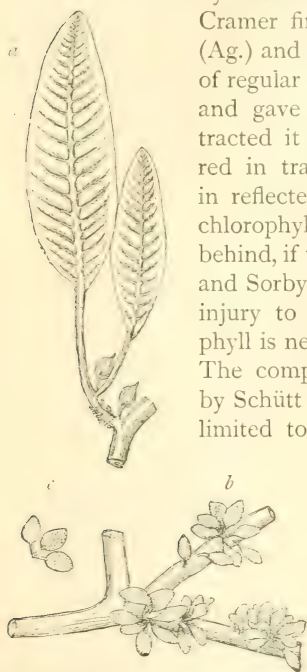 Cramer fir
(Ag.) and
of regular
and gave
tracted it
red in tra
in reflecte
chlorophyl
behind, if
and Sorby
injury to
phyll is ne
The comp
by Schütt
limited to
a
c
b